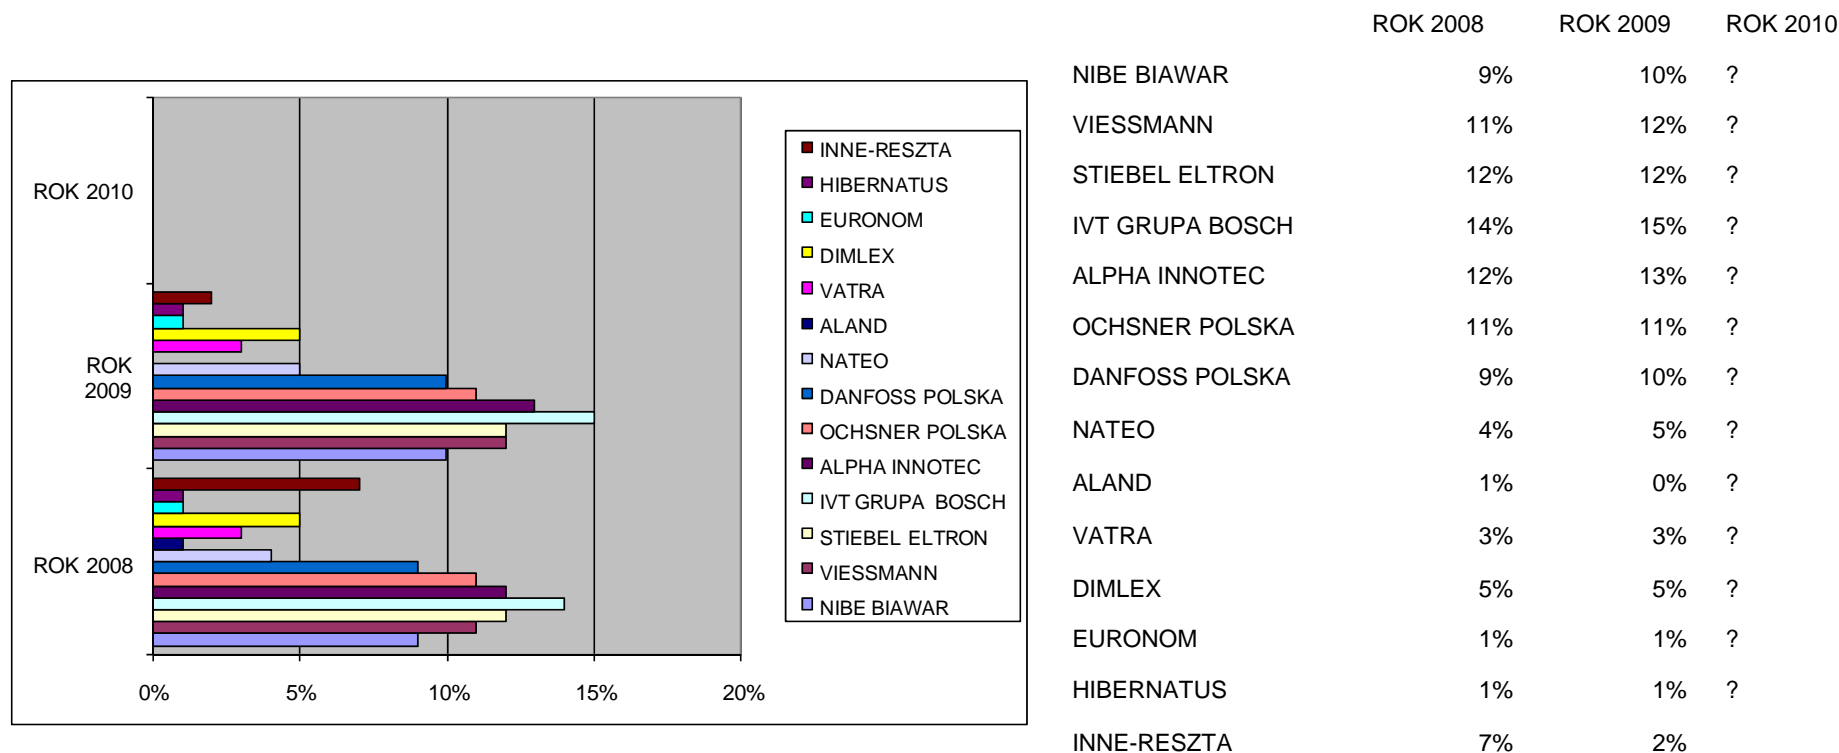 ROK 2010
ROK
2009
ROK 2008
0% 5% 10% 15% 20%
INNE-RESZTA
HIBERNATUS
EURONOM
DIMLEX
VATRA
ALAND
NATEO
DANFOSS POLSKA
OCHSNER POLSKA
ALPHA INNOTEC
IVT GRUPA  BOSCH
STIEBEL ELTRON
VIESSMANN
NIBE BIAWAR
ROK 2008 ROK 2009 ROK 2010
NIBE BIAWAR 9% 10% ?
VIESSMANN 11% 12% ?
STIEBEL ELTRON 12% 12% ?
IVT GRUPA BOSCH 14% 15% ?
ALPHA INNOTEC 12% 13% ?
OCHSNER POLSKA 11% 11% ?
DANFOSS POLSKA 9% 10% ?
NATEO 4% 5% ?
ALAND 1% 0% ?
VATRA 3% 3% ?
DIMLEX 5% 5% ?
EURONOM 1% 1% ?
HIBERNATUS 1% 1% ?
INNE-RESZTA 7% 2%